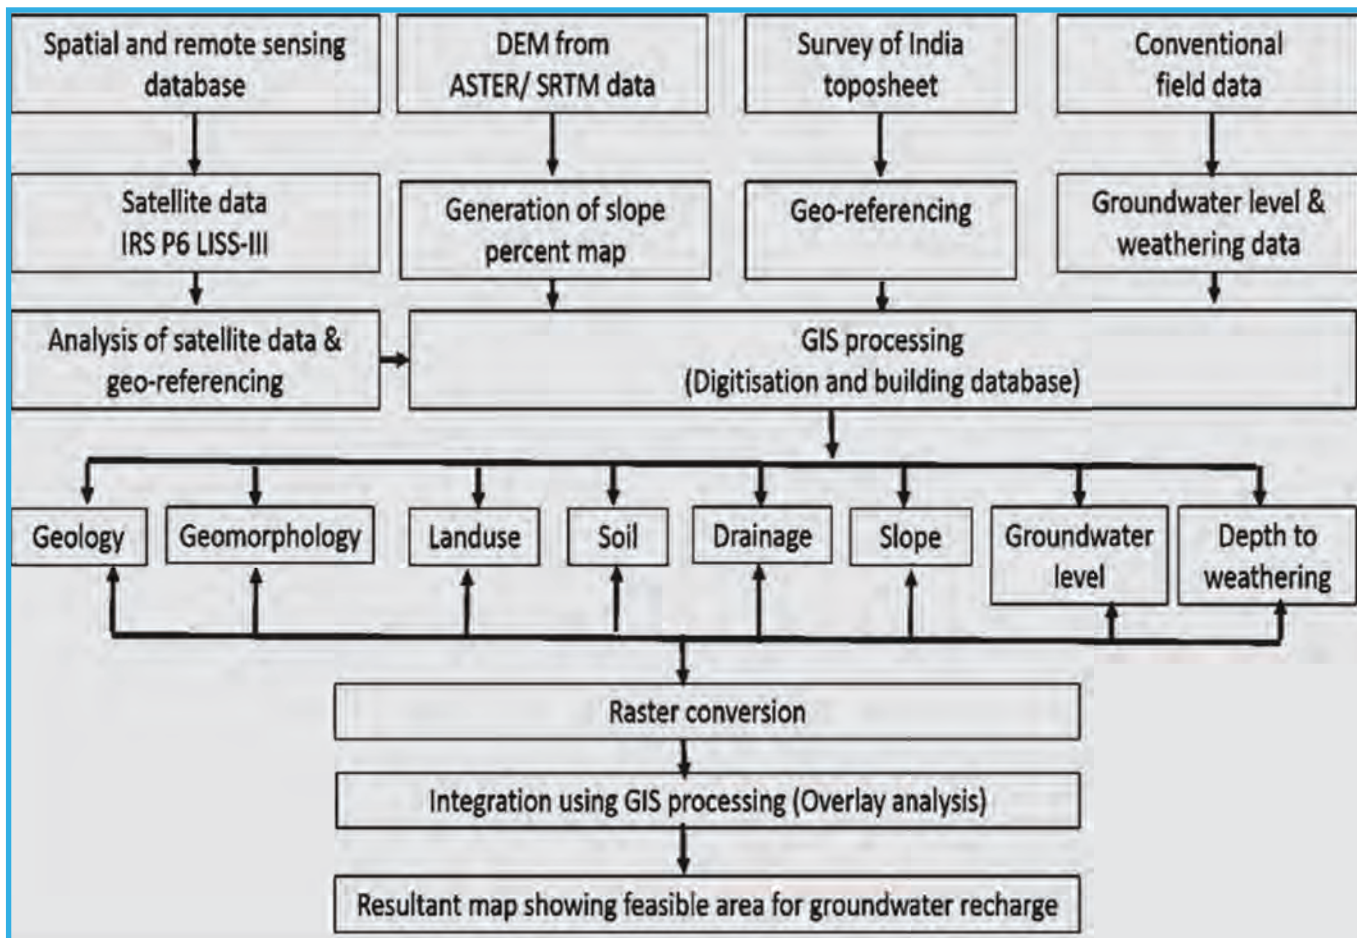 Spatial and remote sensing
database
DEM from
ASTER/ SRTM data
Survey of India
toposheet
Conventional
field data
Satellite data
IRS P6 LISS-III
Generation of slope
percent map
Geo-referencing
Groundwater level &
weathering data
Analysis of satellite data &
geo-referencing
GIS processing
(Digitisation and building database)
Geology
Geomorphology
Landuse
Soil
Drainage
Slope
Groundwater
level
Depth to
weathering
Raster conversion
Integration using GIS processing (Overlay analysis)
Resultant map showing feasible area for groundwater recharge